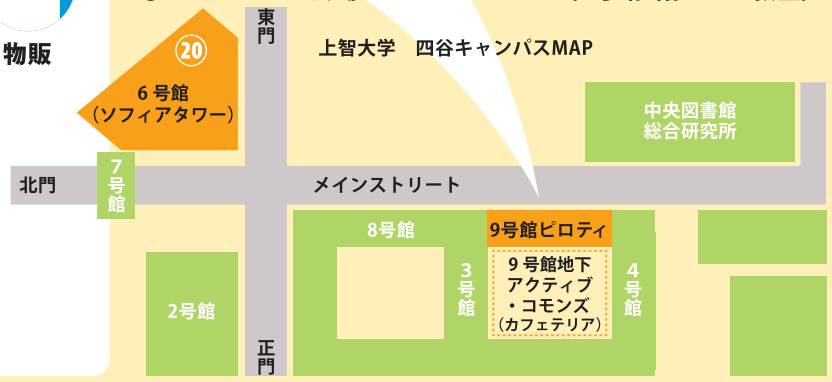 物販
⑳
6号館
（ソフィアタワー）
東門
上智大学　四谷キャンパスMAP
中央図書館
総合研究所
北門
7号館
メインストリート
8号館
9号館ピロティ
3号館
9号館地下
アクティブ
・コモンズ
（カフェテリア）
4号館
2号館
正門